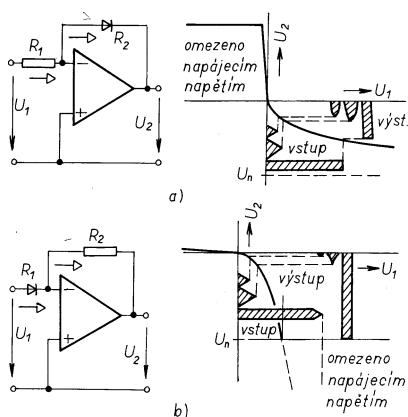 R1
R2
U1
U2
−
+
U2
omezeno
napájecím
napětím
U1
výst
vstup
Un
a)
R1
R2
U1
U2
−
+
U2
výstup
U1
Un
vstup
omezeno
napájecím
napětím
b)